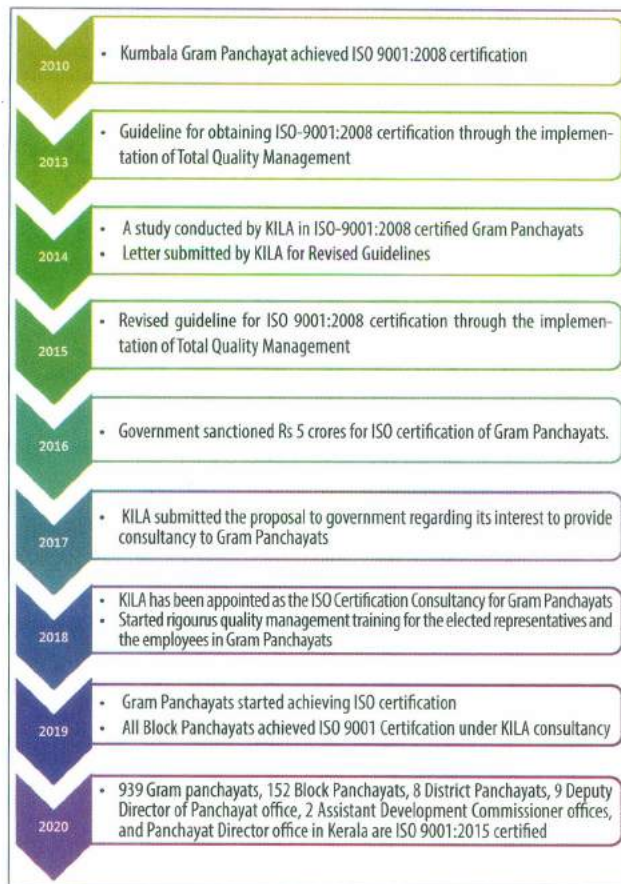 2010
• Kumbala Gram Panchayat achieved ISO 9001:2008 certification
2013
• Guideline for obtaining ISO-9001:2008 certification through the implemen-
tation of Total Quality Management
2014
• A study conducted by KILA in ISO-9001:2008 certified Gram Panchayats
• Letter submitted by KILA for Revised Guidelines
2015
• Revised guideline for ISO 9001:2008 certification through the implemen-
tation of Total Quality Management
2016
• Government sanctioned Rs 5 crores for ISO certification of Gram Panchayats.
2017
• KILA submitted the proposal to government regarding its interest to provide
consultancy to Gram Panchayats
2018
• KILA has been appointed as the ISO Certification Consultancy for Gram Panchayats
• Started rigourus quality management training for the elected representatives and
the employees in Gram Panchayats
2019
• Gram Panchayats started achieving ISO certification
• All Block Panchayats achieved ISO 9001 Certifcation under KILA consultancy
2020
• 939 Gram panchayats, 152 Block Panchayats, 8 District Panchayats, 9 Deputy
Director of Panchayat office, 2 Assistant Development Commissioner offices,
and Panchayat Director office in Kerala are ISO 9001:2015 certified